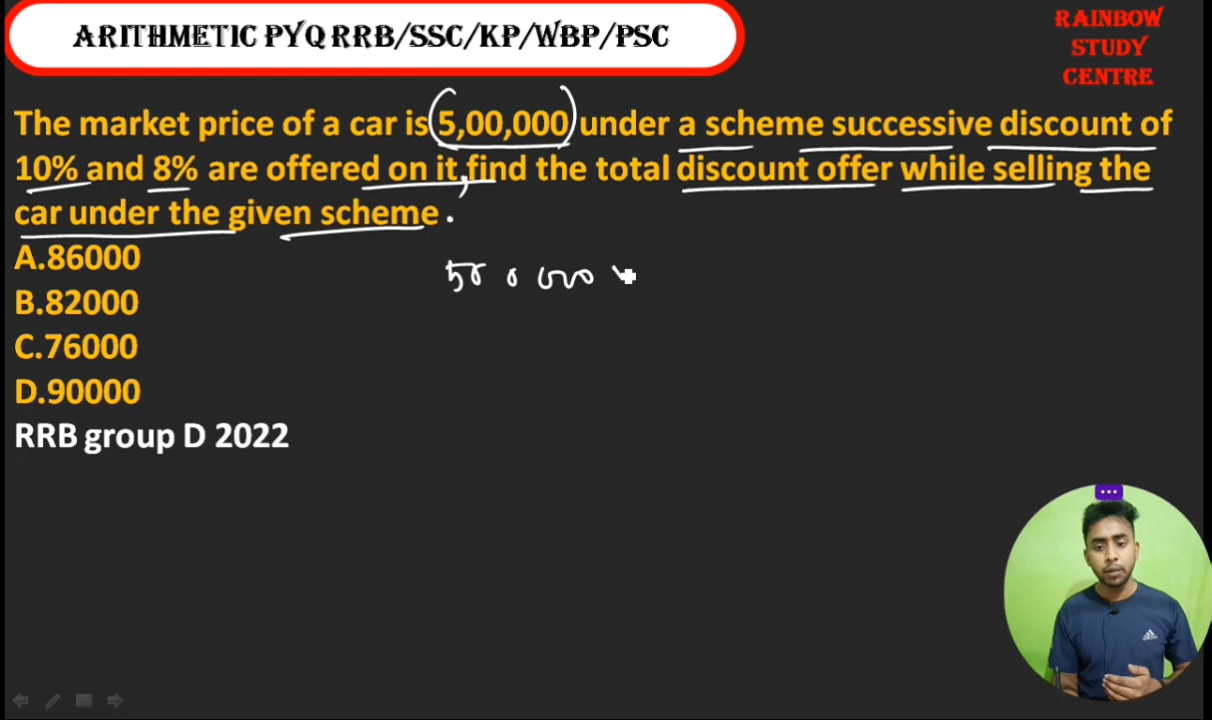 ARITHMETIC PYQ RRB/SSC/KP/WBP/PSC
RAINBOW
STUDY
CENTRE
The market price of a car is 5,00,000 under a scheme successive discount of
10% and 8% are offered on it,find the total discount offer while selling the
car under the given scheme .
A.86000
B.82000
C.76000
D.90000
RRB group D 2022